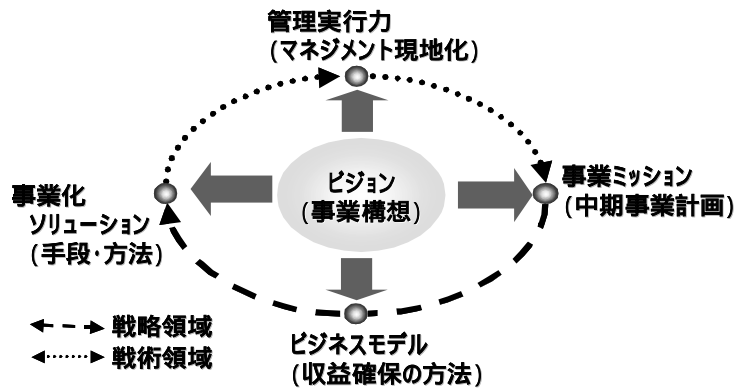 管理実行力
(マネジメント現地化)
ビジョン
(事業構想)
事業化
ソリューション
(手段・方法)
事業ミッション
(中期事業計画)
ビジネスモデル
(収益確保の方法)
戦略領域
戦術領域